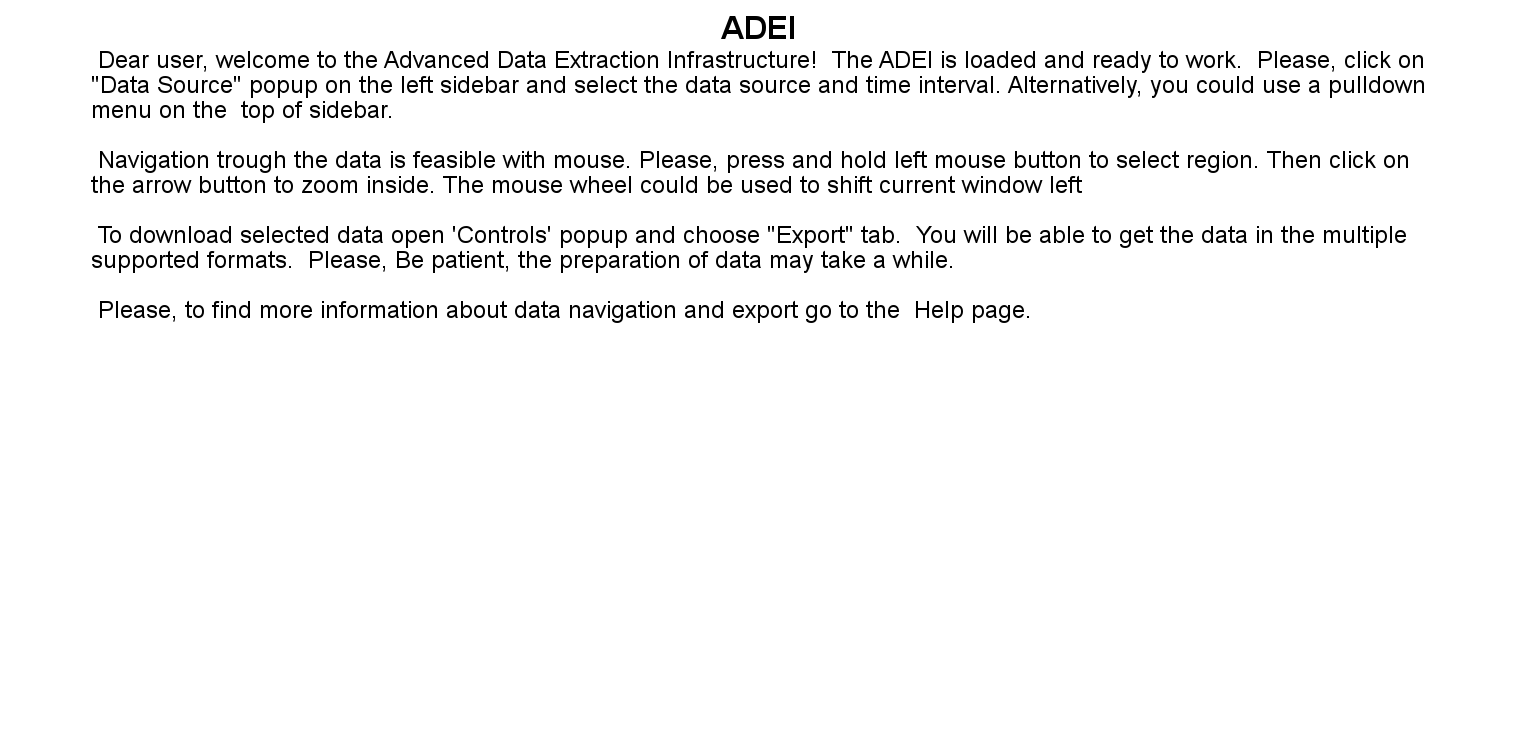 ADEI
Dear user, welcome to the Advanced Data Extraction Infrastructure!  The ADEI is loaded and ready to work.  Please, click on
"Data Source" popup on the left sidebar and select the data source and time interval. Alternatively, you could use a pulldown
menu on the  top of sidebar.
Navigation trough the data is feasible with mouse. Please, press and hold left mouse button to select region. Then click on
the arrow button to zoom inside. The mouse wheel could be used to shift current window left
To download selected data open 'Controls' popup and choose "Export" tab.  You will be able to get the data in the multiple
supported formats.  Please, Be patient, the preparation of data may take a while.
Please, to find more information about data navigation and export go to the  Help page.